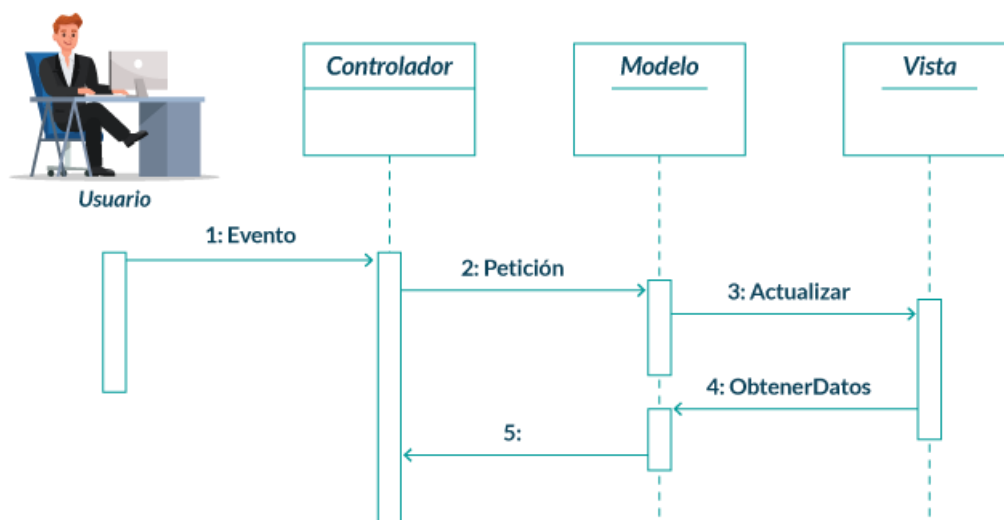 Controlador
Modelo
Vista
Usuario
1: Evento
2: Petición
3: Actualizar
4: ObtenerDatos
5: